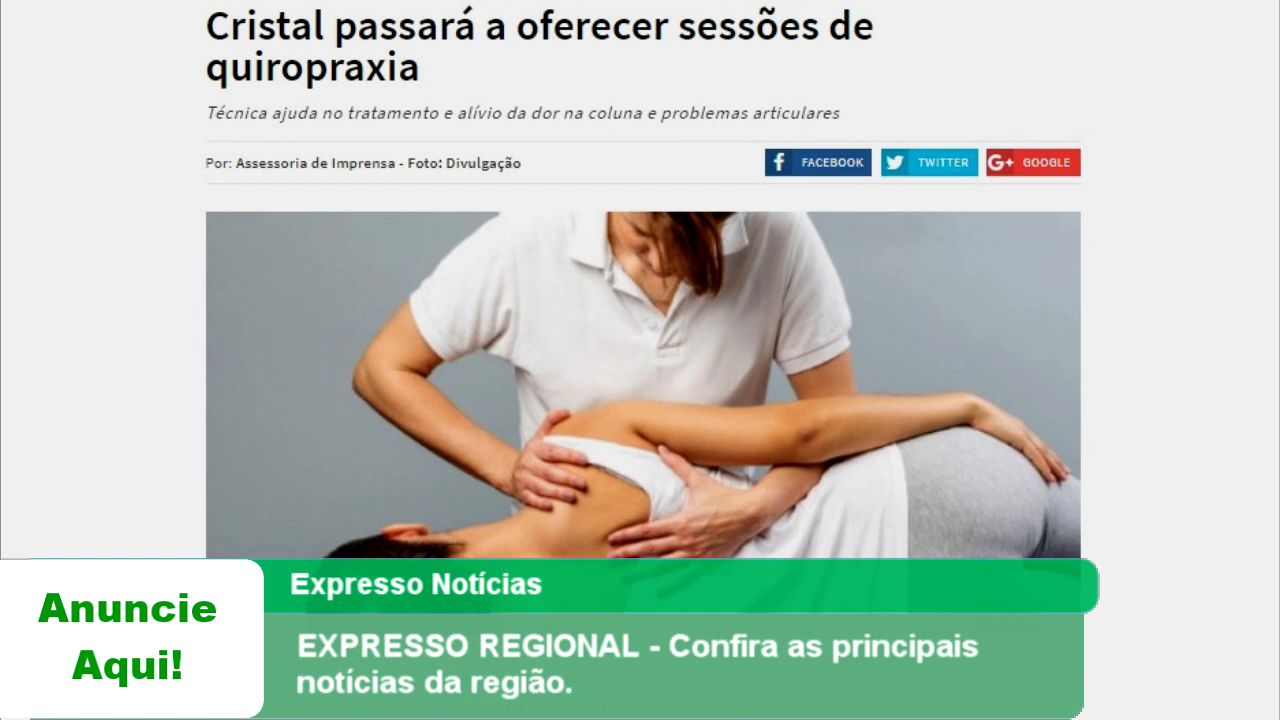 Cristal passará a oferecer sessões de
quiropraxia
Técnica ajuda no tratamento e alívio da dor na coluna e problemas articulares
Por: Assessoria de Imprensa - Foto: Divulgação
FACEBOOK
TWITTER
G+ GOOGLE
Anuncie
Aqui!
Expresso Notícias
EXPRESSO REGIONAL - Confira as principais
notícias da região.